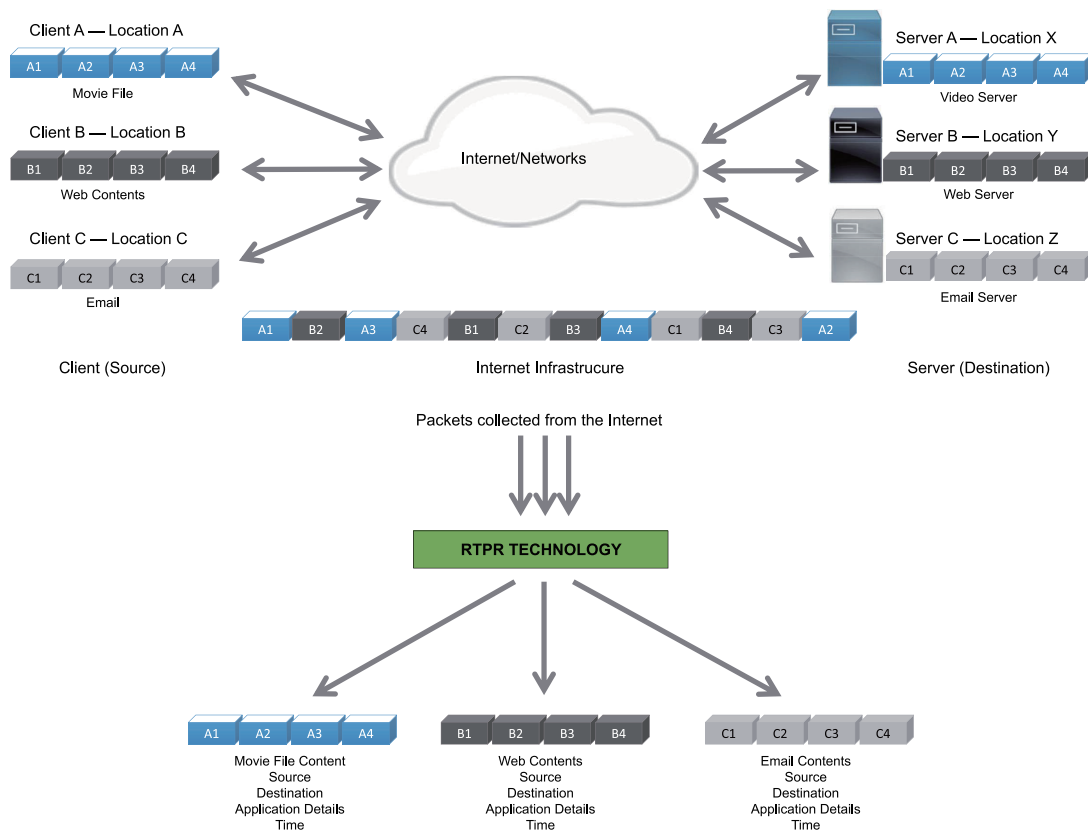 Client A — Location A
A1 A2 A3 A4
Movie File
Client B — Location B
B1 B2 B3 B4
Web Contents
Client C — Location C
C1 C2 C3 C4
Email
Client (Source)
Internet/Networks
A1 B2 A3 C4 B1 C2 B3 A4 C1 B4 C3 A2
Internet Infrastrucure
Server A — Location X
A1 A2 A3 A4
Video Server
Server B — Location Y
B1 B2 B3 B4
Web Server
Server C — Location Z
C1 C2 C3 C4
Email Server
Server (Destination)
Packets collected from the Internet
RTPR TECHNOLOGY
A1 A2 A3 A4
Movie File Content
Source
Destination
Application Details
Time
B1 B2 B3 B4
Web Contents
Source
Destination
Application Details
Time
C1 C2 C3 C4
Email Contents
Source
Destination
Application Details
Time